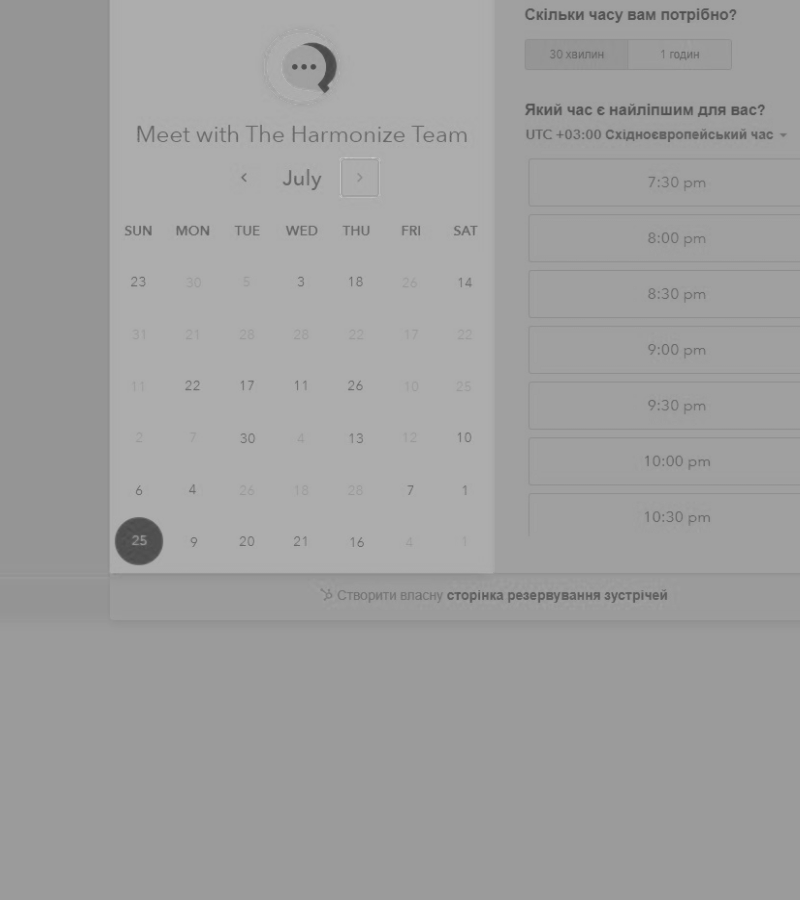 Meet with The Harmonize Team
July
SUN MON TUE WED THU FRI SAT
23 30 5 3 18 26 14
31 21 28 28 22 17 22
11 22 17 11 26 10 25
2 7 30 4 13 12 10
6 4 26 18 28 7 1
25 9 20 21 16 4 1
Скільки часу вам потрібно?
30 хвилин 1 годин
Який час є найліпшим для вас?
UTC +03:00 Східноєвропейський час
7:30 pm
8:00 pm
8:30 pm
9:00 pm
9:30 pm
10:00 pm
10:30 pm
Створити власну сторінка резервування зустрічей